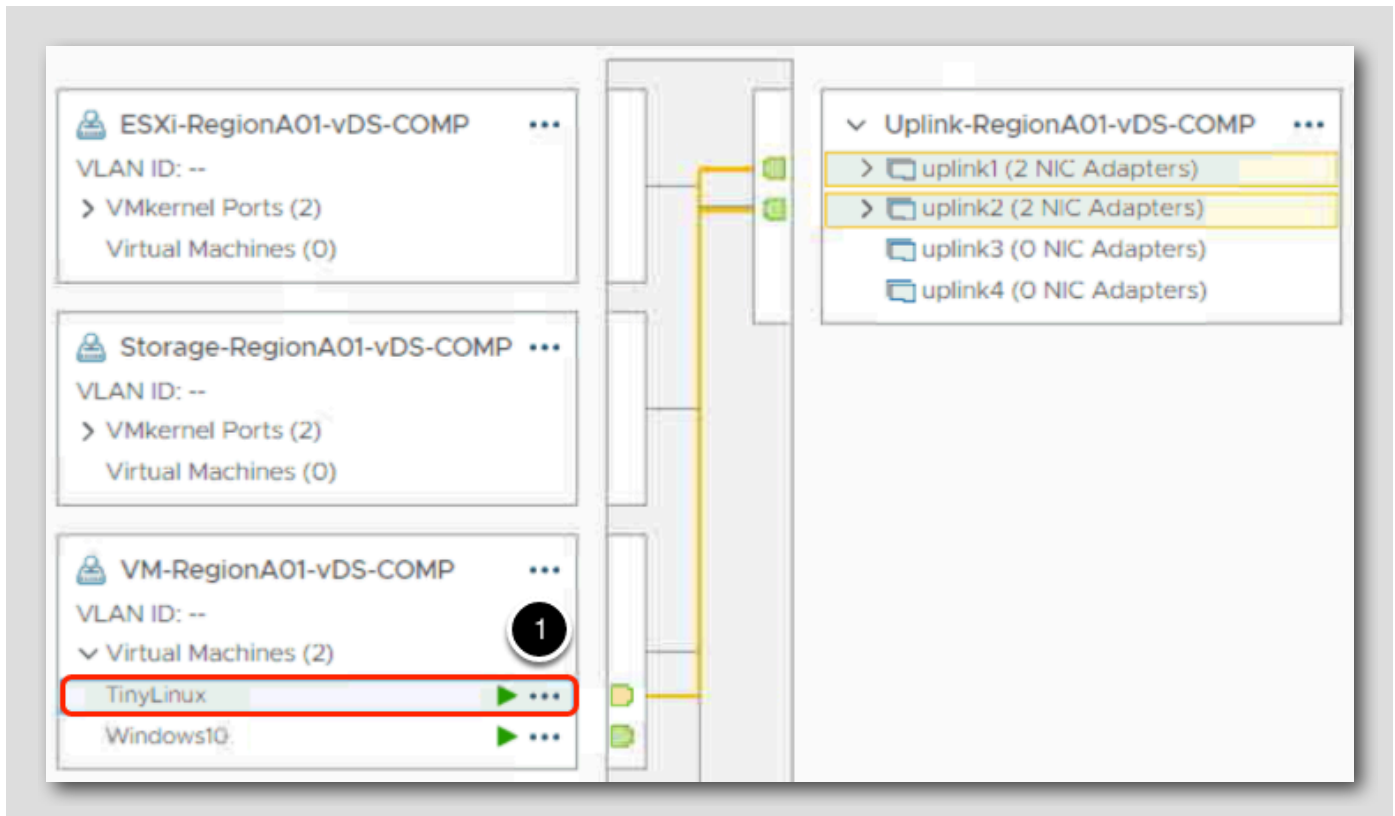 ESXi-RegionA01-vDS-COMP ...
VLAN ID: --
VMkernel Ports (2)
Virtual Machines (0)
Storage-RegionA01-vDS-COMP ...
VLAN ID: --
VMkernel Ports (2)
Virtual Machines (0)
VM-RegionA01-vDS-COMP ...
VLAN ID: --
1
Virtual Machines (2)
TinyLinux ...
Windows10 ...
Uplink-RegionA01-vDS-COMP ...
uplink1 (2 NIC Adapters)
uplink2 (2 NIC Adapters)
uplink3 (0 NIC Adapters)
uplink4 (0 NIC Adapters)